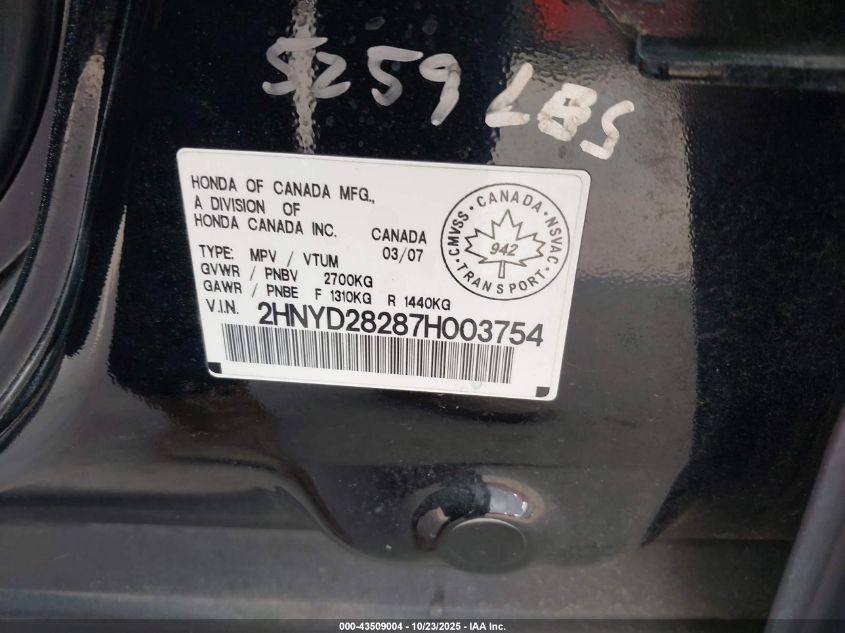 5259 LBS
HONDA OF CANADA MFG.,
A DIVISION OF
HONDA CANADA INC.
CANADA
03/07
TYPE: MPV / VTUM
GVWR / PNBV 2700KG
GAWR / PNBE F 1310KG R 1440KG
V.I.N. 2HNYD28287H003754
CMVSS · CANADA · NSVAC
942
· TRANSPORT ·
000-43509004 - 10/23/2025 - IAA Inc.